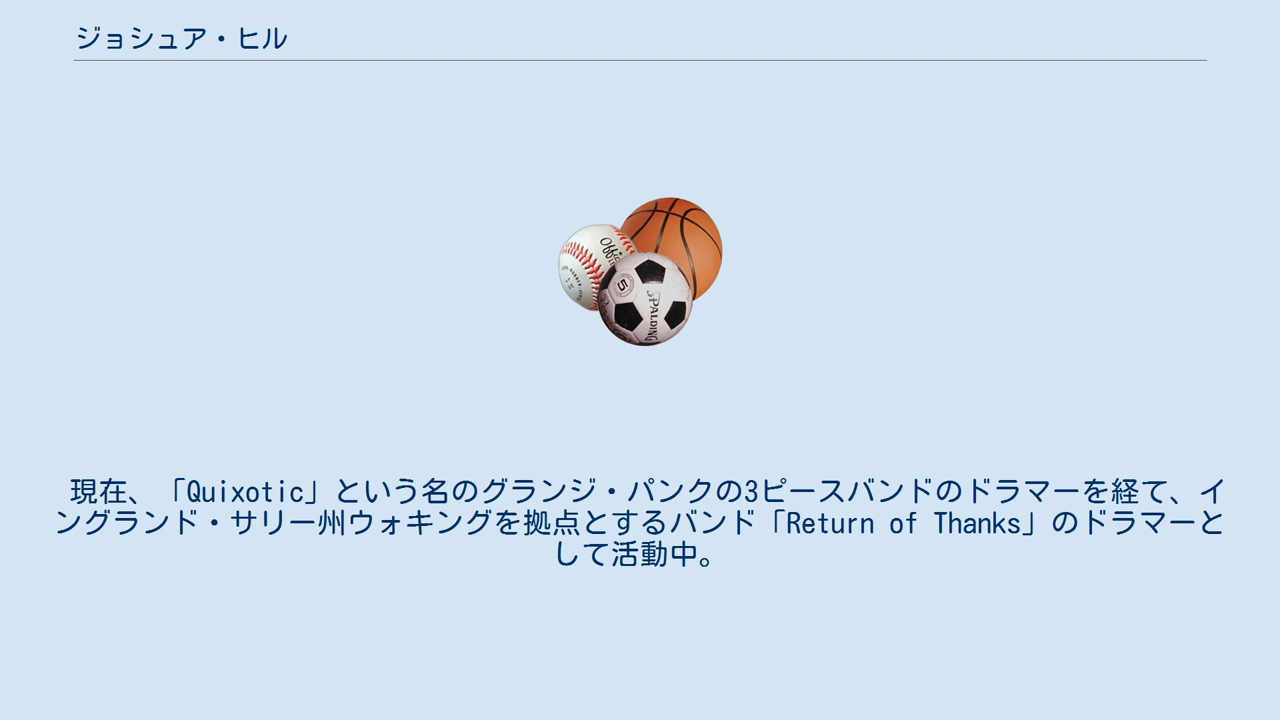 ジョシュア・ヒル
Offici
5
SPALDING
現在、「Quixotic」という名のグランジ・パンクの3ピースバンドのドラマーを経て、イ
ングランド・サリー州ウォキングを拠点とするバンド「Return of Thanks」のドラマーと
して活動中。